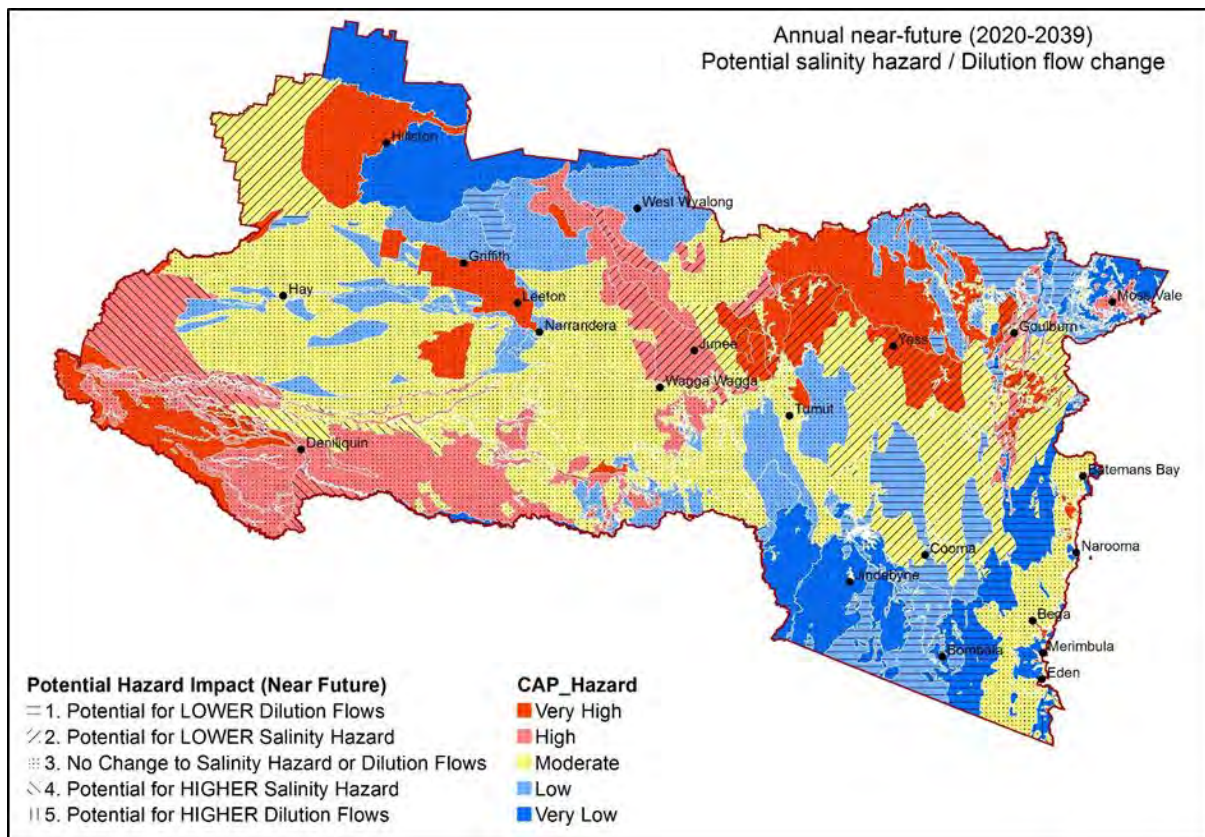 Annual near-future (2020-2039)
Potential salinity hazard / Dilution flow change
Hillston
West Wyalong
Griffith
Hay
Leeton
Moss Vale
Narrandera
Goulburn
Junee
Yass
Wagga Wagga
Tumut
Deniliquin
Batemans Bay
Cooma
Narooma
Jindabyne
Bega
Bombala
Merimbula
Eden
Potential Hazard Impact (Near Future)
1. Potential for LOWER Dilution Flows
2. Potential for LOWER Salinity Hazard
3. No Change to Salinity Hazard or Dilution Flows
4. Potential for HIGHER Salinity Hazard
5. Potential for HIGHER Dilution Flows
CAP_Hazard
Very High
High
Moderate
Low
Very Low